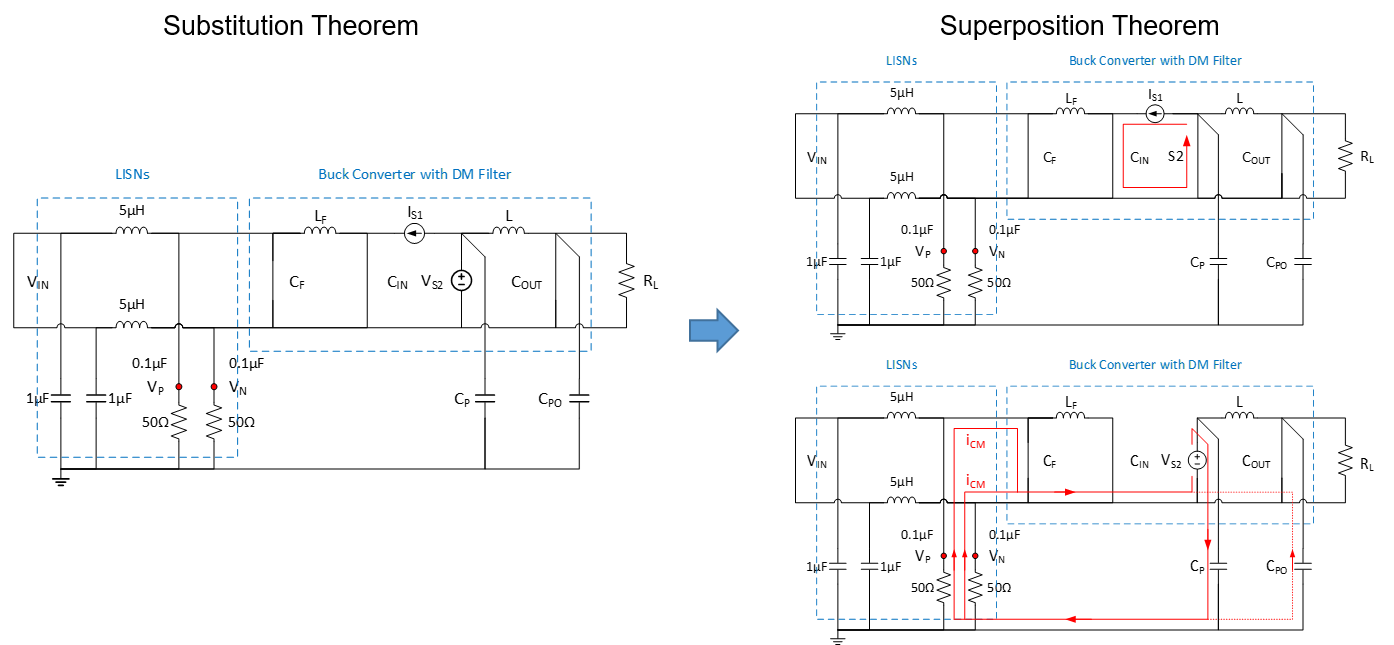 Substitution Theorem
LISNs
Buck Converter with DM Filter
5µH
LF
IS1
L
VIN
CF
CIN
VS2
COUT
RL
5µH
0.1µF
0.1µF
VP
VN
1µF
1µF
50Ω
50Ω
CP
CPO
Superposition Theorem
LISNs
Buck Converter with DM Filter
5µH
LF
IS1
L
VIN
CF
CIN
S2
COUT
RL
5µH
0.1µF
0.1µF
VP
VN
1µF
1µF
50Ω
50Ω
CP
CPO
LISNs
Buck Converter with DM Filter
5µH
LF
L
iCM
VIN
CF
CIN
VS2
COUT
RL
5µH
iCM
0.1µF
0.1µF
VP
VN
1µF
1µF
50Ω
50Ω
CP
CPO